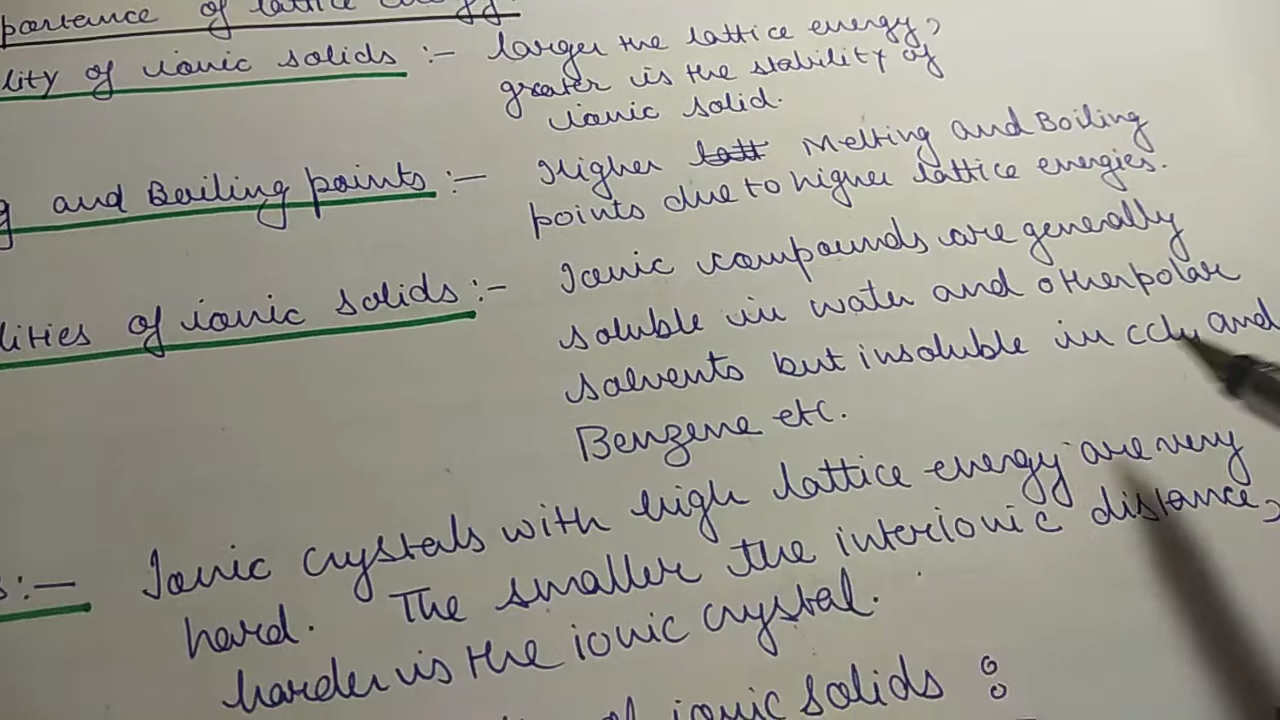 portance of lattice energy
lity of ionic solids :- larger the lattice energy,
greater is the stability of
ionic solid.
g and Boiling points :- Higher latt Melting and Boiling
points due to higher lattice energies.
lities of ionic solids :- Ionic compounds are generally
soluble in water and other polar
solvents but insoluble in ccl4 and
Benzene etc.
s :- Ionic crystals with high lattice energy are very
hard. The smaller the interionic distance,
harder is the ionic crystal.
of ionic solids :